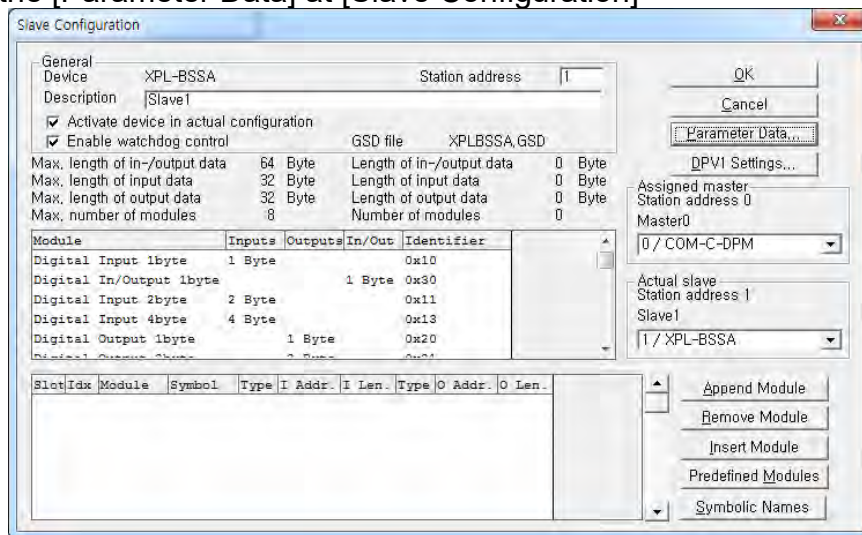 the [Parameter Data] at [Slave Configuration]
Slave Configuration
General
Device XPL-BSSA Station address 1
Description Slave1
Activate device in actual configuration
Enable watchdog control GSD file XPLBSSA.GSD
Max. length of in-/output data 64 Byte Length of in-/output data 0 Byte
Max. length of input data 32 Byte Length of input data 0 Byte
Max. length of output data 32 Byte Length of output data 0 Byte
Max. number of modules 8 Number of modules 0
Module Inputs Outputs In/Out Identifier
Digital Input 1byte 1 Byte 0x10
Digital In/Output 1byte 1 Byte 0x30
Digital Input 2byte 2 Byte 0x11
Digital Input 4byte 4 Byte 0x13
Digital Output 1byte 1 Byte 0x20
Slot Idx Module Symbol Type I Addr. I Len. Type O Addr. O Len.
OK
Cancel
Parameter Data...
DPV1 Settings...
Assigned master
Station address 0
Master0
0 / COM-C-DPM
Actual slave
Station address 1
Slave1
1 / XPL-BSSA
Append Module
Remove Module
Insert Module
Predefined Modules
Symbolic Names